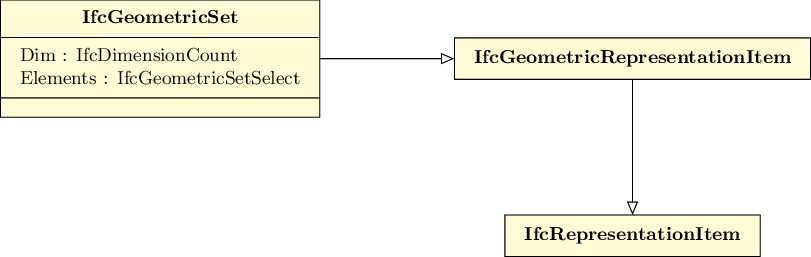 IfcGeometricSet
Dim : IfcDimensionCount
Elements : IfcGeometricSetSelect
IfcGeometricRepresentationItem
IfcRepresentationItem